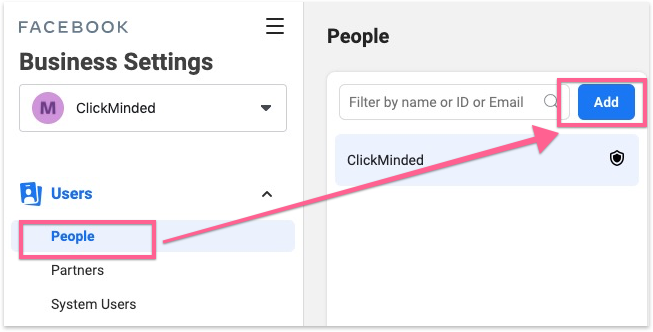 FACEBOOK
Business Settings
M
ClickMinded
Users
People
Partners
System Users
People
Filter by name or ID or Email
Add
ClickMinded